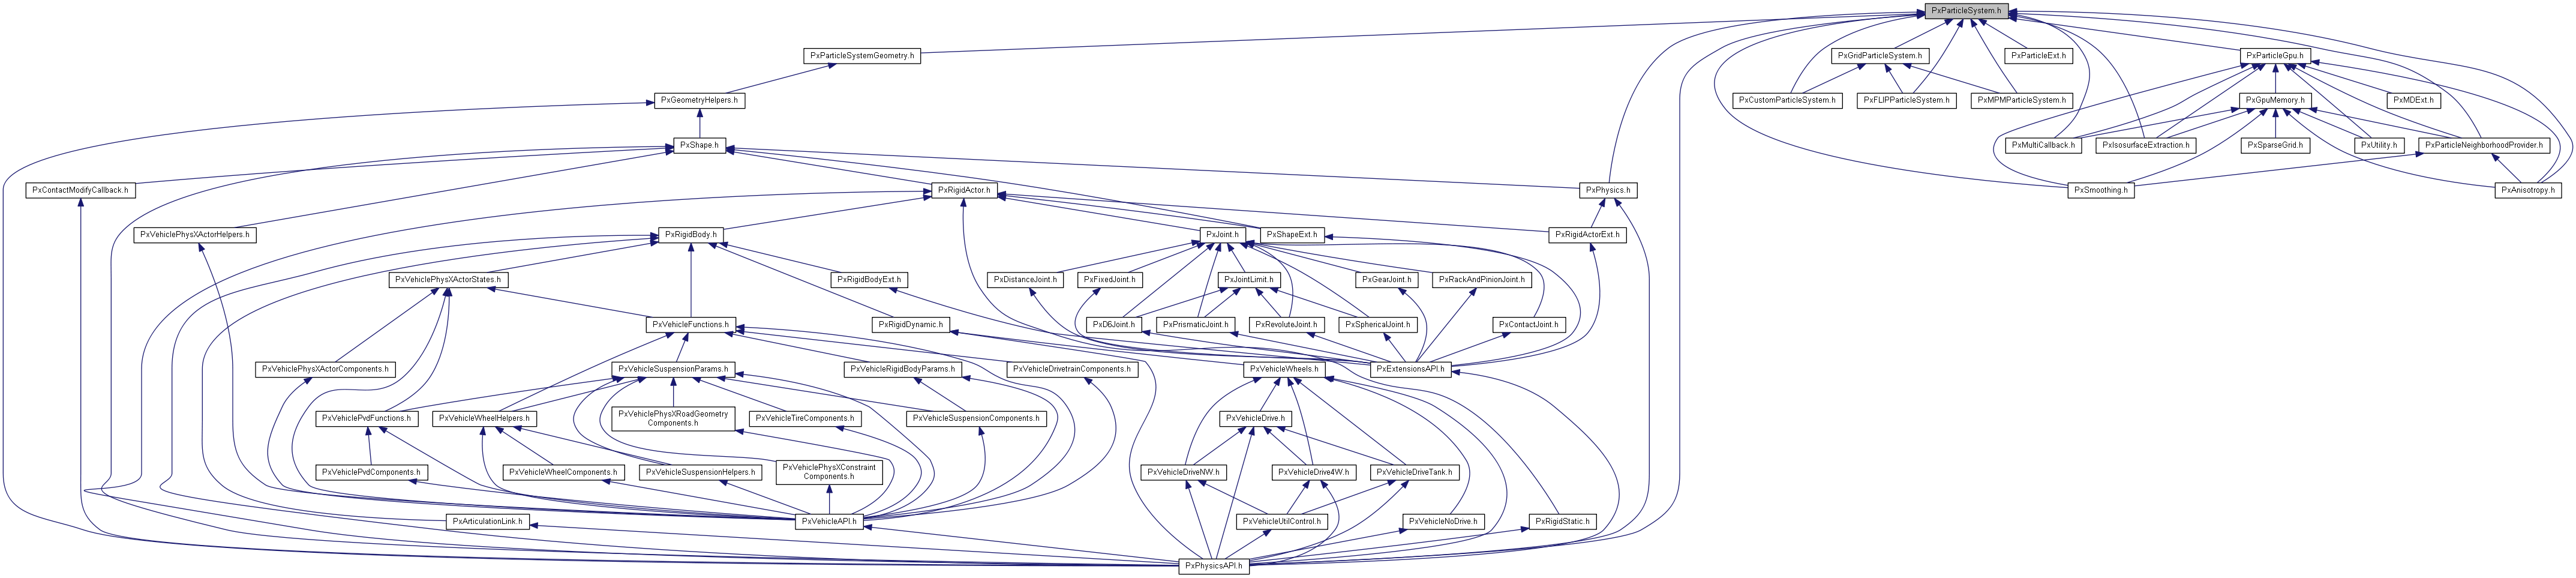 PxParticleSystem.h
PxParticleSystemGeometry.h
PxGridParticleSystem.h
PxParticleExt.h
PxParticleGpu.h
PxGeometryHelpers.h
PxCustomParticleSystem.h
PxFLIPParticleSystem.h
PxMPMParticleSystem.h
PxGpuMemory.h
PxMDExt.h
PxShape.h
PxMultiCallback.h
PxIsosurfaceExtraction.h
PxSparseGrid.h
PxUtility.h
PxParticleNeighborhoodProvider.h
PxContactModifyCallback.h
PxRigidActor.h
PxPhysics.h
PxSmoothing.h
PxAnisotropy.h
PxVehiclePhysXActorHelpers.h
PxRigidBody.h
PxJoint.h
PxShapeExt.h
PxRigidActorExt.h
PxVehiclePhysXActorStates.h
PxRigidBodyExt.h
PxDistanceJoint.h
PxFixedJoint.h
PxJointLimit.h
PxGearJoint.h
PxRackAndPinionJoint.h
PxVehicleFunctions.h
PxRigidDynamic.h
PxD6Joint.h
PxPrismaticJoint.h
PxRevoluteJoint.h
PxSphericalJoint.h
PxContactJoint.h
PxVehiclePhysXActorComponents.h
PxVehicleSuspensionParams.h
PxVehicleRigidBodyParams.h
PxVehicleDrivetrainComponents.h
PxVehicleWheels.h
PxExtensionsAPI.h
PxVehiclePvdFunctions.h
PxVehicleWheelHelpers.h
PxVehiclePhysXRoadGeometry
Components.h
PxVehicleTireComponents.h
PxVehicleSuspensionComponents.h
PxVehicleDrive.h
PxVehiclePvdComponents.h
PxVehicleWheelComponents.h
PxVehicleSuspensionHelpers.h
PxVehiclePhysXConstraint
Components.h
PxVehicleDriveNW.h
PxVehicleDrive4W.h
PxVehicleDriveTank.h
PxArticulationLink.h
PxVehicleAPI.h
PxVehicleUtilControl.h
PxVehicleNoDrive.h
PxRigidStatic.h
PxPhysicsAPI.h